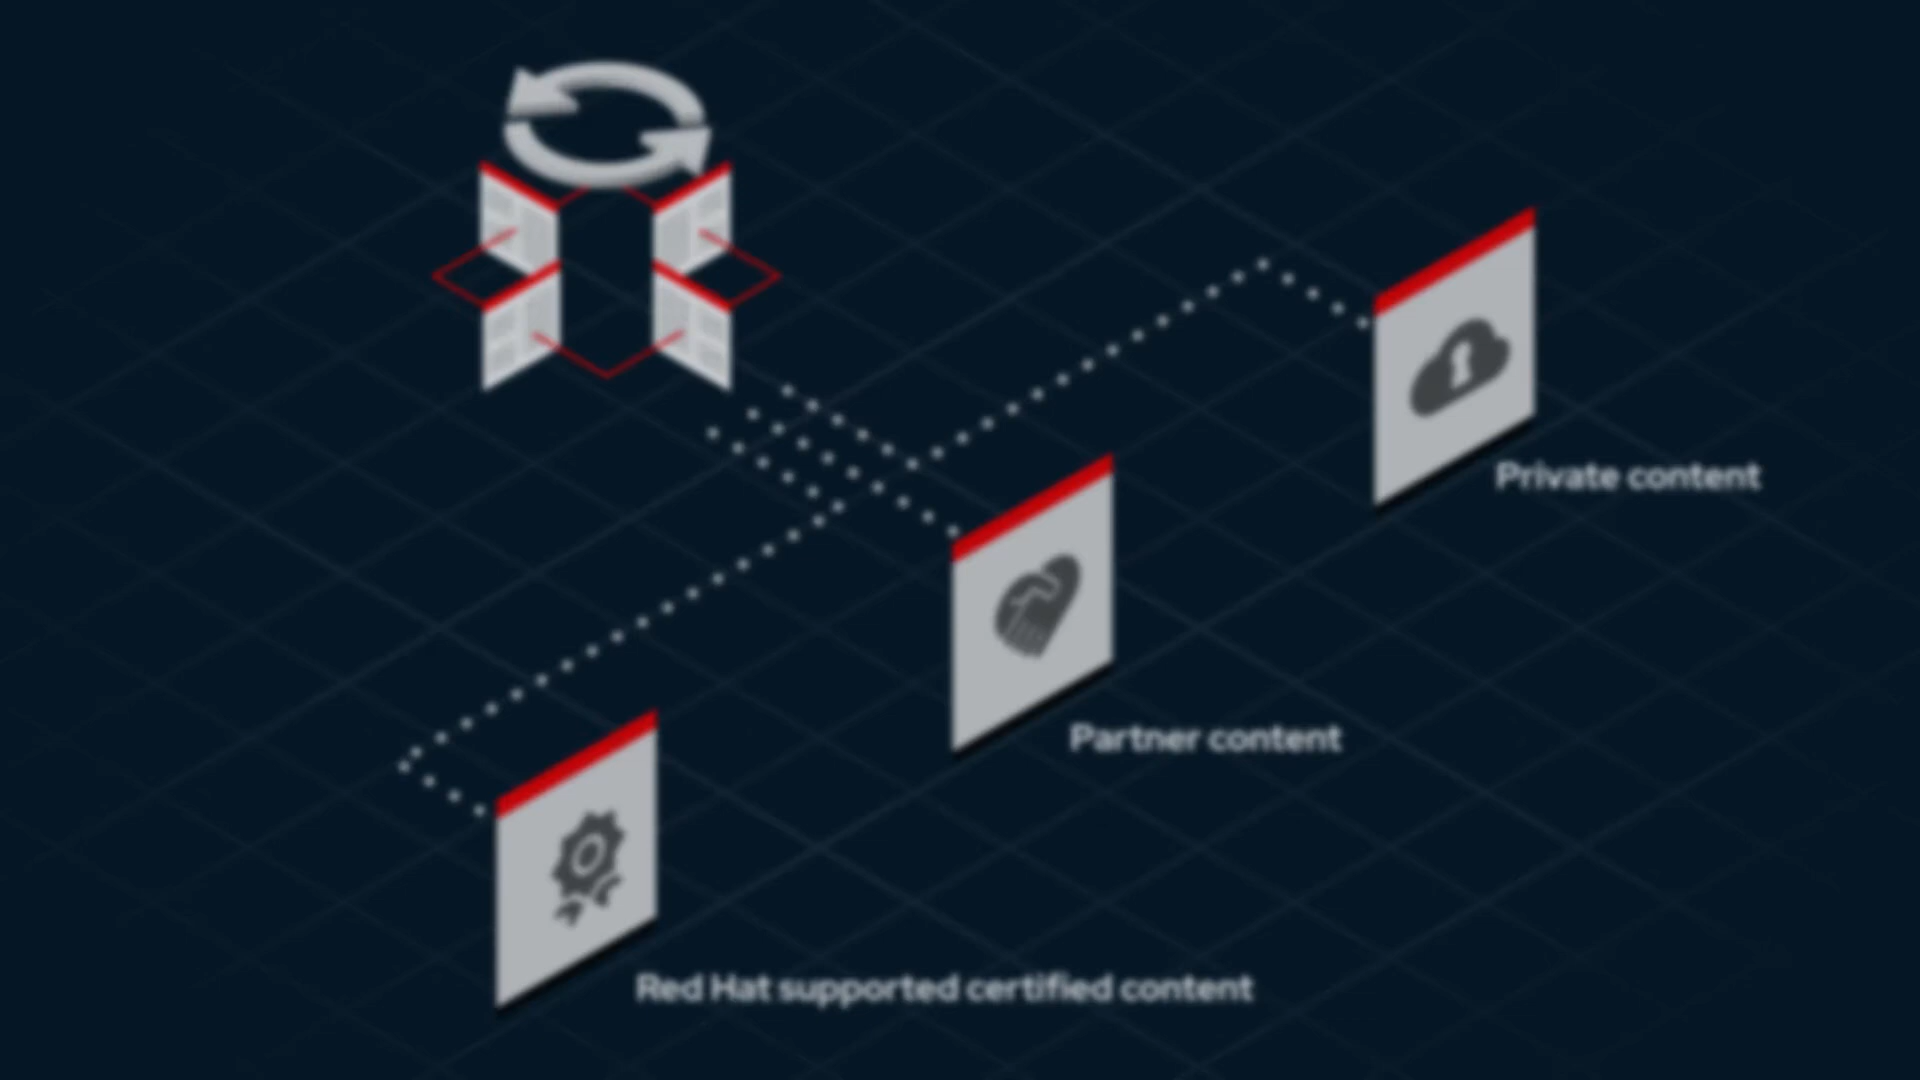 Private content
Partner content
Red Hat supported certified content